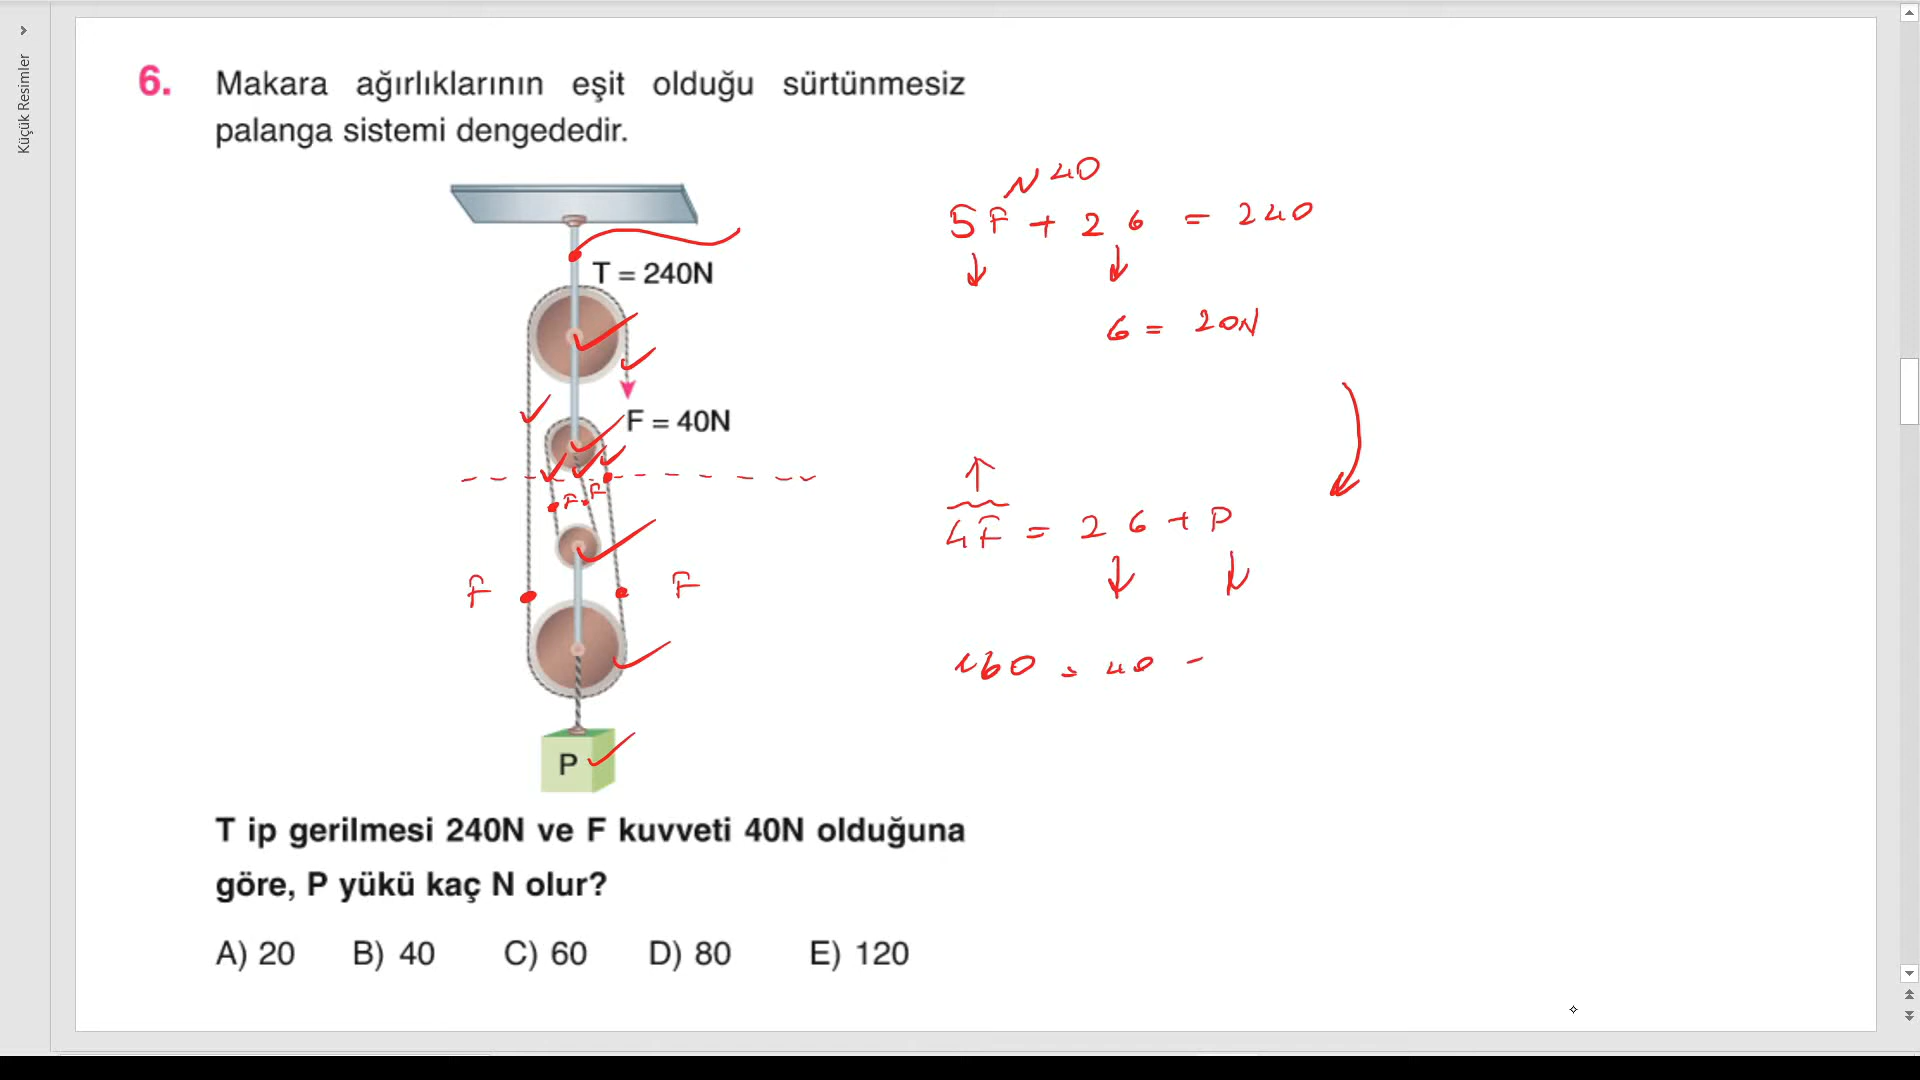 Küçük Resimler
6. Makara ağırlıklarının eşit olduğu sürtünmesiz
palanga sistemi dengededir.
T = 240N
F = 40N
F F
F F
P
T ip gerilmesi 240N ve F kuvveti 40N olduğuna
göre, P yükü kaç N olur?
A) 20 B) 40 C) 60 D) 80 E) 120
5F + 2G = 240
G = 20N
4F = 2G + P
160 = 40 -